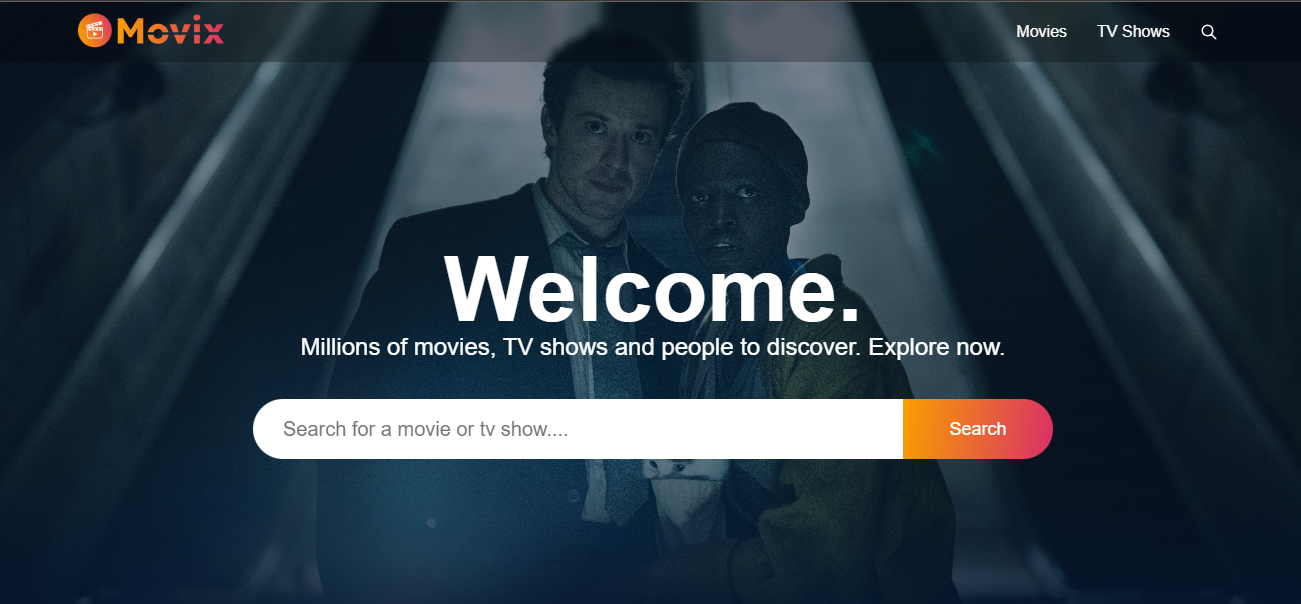 Movix
Movies
TV Shows
Welcome.
Millions of movies, TV shows and people to discover. Explore now.
Search for a movie or tv show....
Search